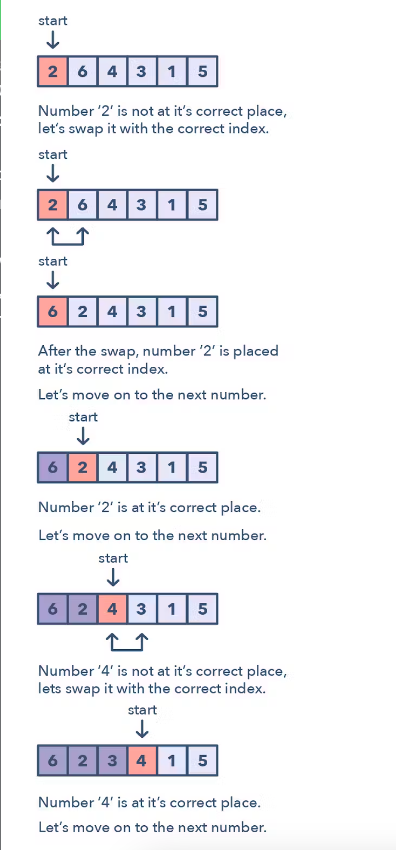 start
2 6 4 3 1 5
Number ‘2’ is not at it’s correct place,
let’s swap it with the correct index.
start
2 6 4 3 1 5
start
6 2 4 3 1 5
After the swap, number ‘2’ is placed
at it’s correct index.
Let’s move on to the next number.
start
6 2 4 3 1 5
Number ‘2’ is at it’s correct place.
Let’s move on to the next number.
start
6 2 4 3 1 5
Number ‘4’ is not at it’s correct place,
lets swap it with the correct index.
start
6 2 3 4 1 5
Number ‘4’ is at it’s correct place.
Let’s move on to the next number.